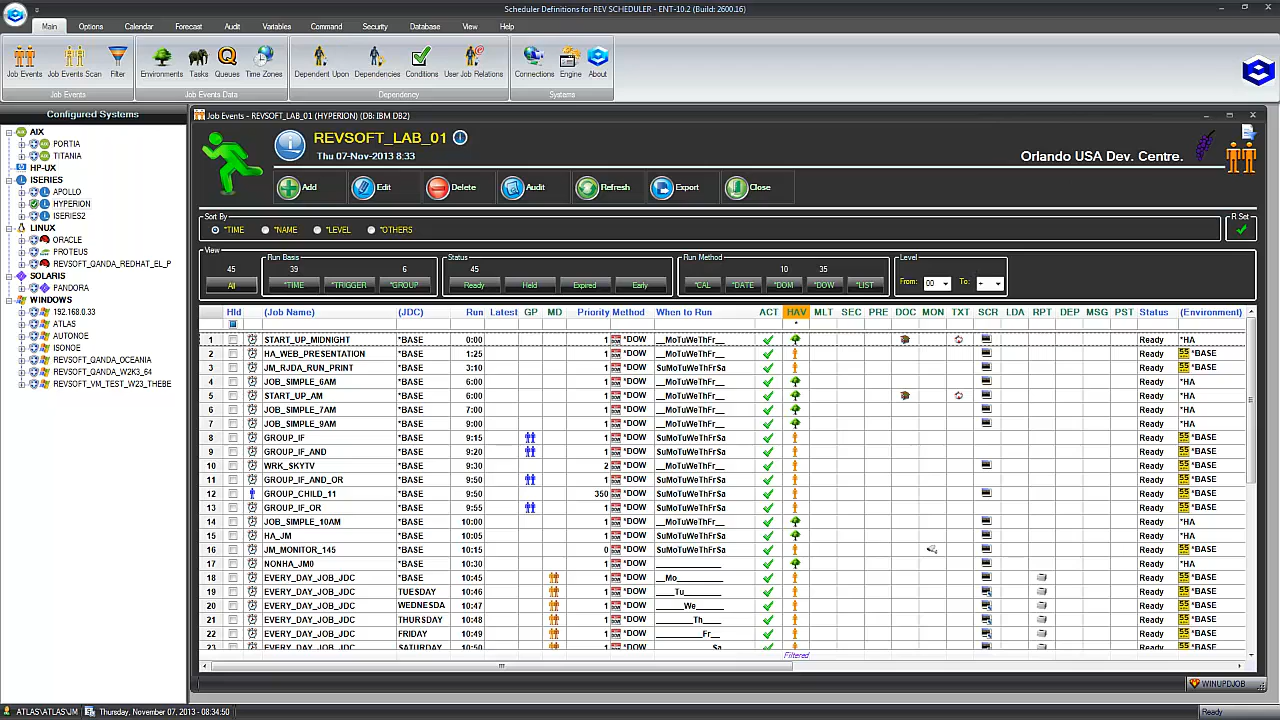 Scheduler Definitions for REV SCHEDULER - ENT-10.2 (Build: 2600.16)
Main Options Calendar Forecast Audit Variables Command Security Database View Help
Job Events Job Events Scan Filter Environments Tasks Queues Time Zones Dependent Upon Dependencies Conditions User Job Relations Connections Engine About
Job Events Job Events Data Dependency Systems
Configured Systems
AIX
PORTIA
TITANIA
HP-UX
ISERIES
APOLLO
HYPERION
ISERIES2
LINUX
ORACLE
PROTEUS
REVSOFT_QANDA_REDHAT_EL_P
SOLARIS
PANDORA
WINDOWS
192.168.0.33
ATLAS
AUTONOE
ISONOE
REVSOFT_QANDA_OCEANIA
REVSOFT_QANDA_W2K3_64
REVSOFT_VM_TEST_W23_THEBE
Job Events - REVSOFT_LAB_01 (HYPERION) (DB: IBM DB2)
REVSOFT_LAB_01
Thu 07-Nov-2013 8:33
Orlando USA Dev. Centre.
Add Edit Delete Audit Refresh Export Close
Sort By R Set
*TIME *NAME *LEVEL *OTHERS
View Run Bass Status Run Method Level
45 39 6 45 10 35
All *TIME *TRIGGER *GROUP Ready Held Expired Early *CAL *DATE *DOM *DOW *LIST From: 00 To: +
Hld (Job Name) (JDC) Run Latest GP MD Priority Method When to Run ACT HAV MLT SEC PRE DOC MON TXT SCR LDA RPT DEP MSG PST Status (Environment)
*
1 START_UP_MIDNIGHT *BASE 0:00 1 *DOW __MoTuWeThFr__ Ready *HA
2 HA_WEB_PRESENTATION *BASE 1:25 1 *DOW __MoTuWeThFr__ Ready *BASE
3 JM_RJDA_RUN_PRINT *BASE 3:10 1 *DOW SuMoTuWeThFrSa Ready *BASE
4 JOB_SIMPLE_6AM *BASE 6:00 1 *DOW __MoTuWeThFr__ Ready *HA
5 START_UP_AM *BASE 6:00 1 *DOW __MoTuWeThFr__ Ready *HA
6 JOB_SIMPLE_7AM *BASE 7:00 1 *DOW __MoTuWeThFr__ Ready *HA
7 JOB_SIMPLE_9AM *BASE 9:00 1 *DOW __MoTuWeThFr__ Ready *HA
8 GROUP_IF *BASE 9:15 1 *DOW SuMoTuWeThFrSa Ready *BASE
9 GROUP_IF_AND *BASE 9:20 1 *DOW SuMoTuWeThFrSa Ready *BASE
10 WRK_SKYTV *BASE 9:30 2 *DOW __MoTuWeThFr__ Ready *BASE
11 GROUP_IF_AND_OR *BASE 9:50 1 *DOW SuMoTuWeThFrSa Ready *BASE
12 GROUP_CHILD_11 *BASE 9:50 350 *DOW SuMoTuWeThFrSa Ready *BASE
13 GROUP_IF_OR *BASE 9:55 1 *DOW SuMoTuWeThFrSa Ready *BASE
14 JOB_SIMPLE_10AM *BASE 10:00 1 *DOW __MoTuWeThFr__ Ready *HA
15 HA_JM *BASE 10:05 1 *DOW SuMoTuWeThFrSa Ready *HA
16 JM_MONITOR_145 *BASE 10:15 0 *DOW SuMoTuWeThFrSa Ready *BASE
17 NONHA_JM0 *BASE 10:30 1 *DOW ______________ Ready *HA
18 EVERY_DAY_JOB_JDC *BASE 10:45 1 *DOW __Mo__________ Ready *BASE
19 EVERY_DAY_JOB_JDC TUESDAY 10:46 1 *DOW ____Tu________ Ready *BASE
20 EVERY_DAY_JOB_JDC WEDNESDA 10:47 1 *DOW ______We______ Ready *BASE
21 EVERY_DAY_JOB_JDC THURSDAY 10:48 1 *DOW ________Th____ Ready *BASE
22 EVERY_DAY_JOB_JDC FRIDAY 10:49 1 *DOW __________Fr__ Ready *BASE
23 EVERY_DAY_JOB_JDC SATURDAY 10:50 1 *DOW ____________Sa Ready *BASE
Filtered
WINUPDJOB
ATLAS\ATLAS\JM Thursday, November 07, 2013 - 08:34:50 Ready